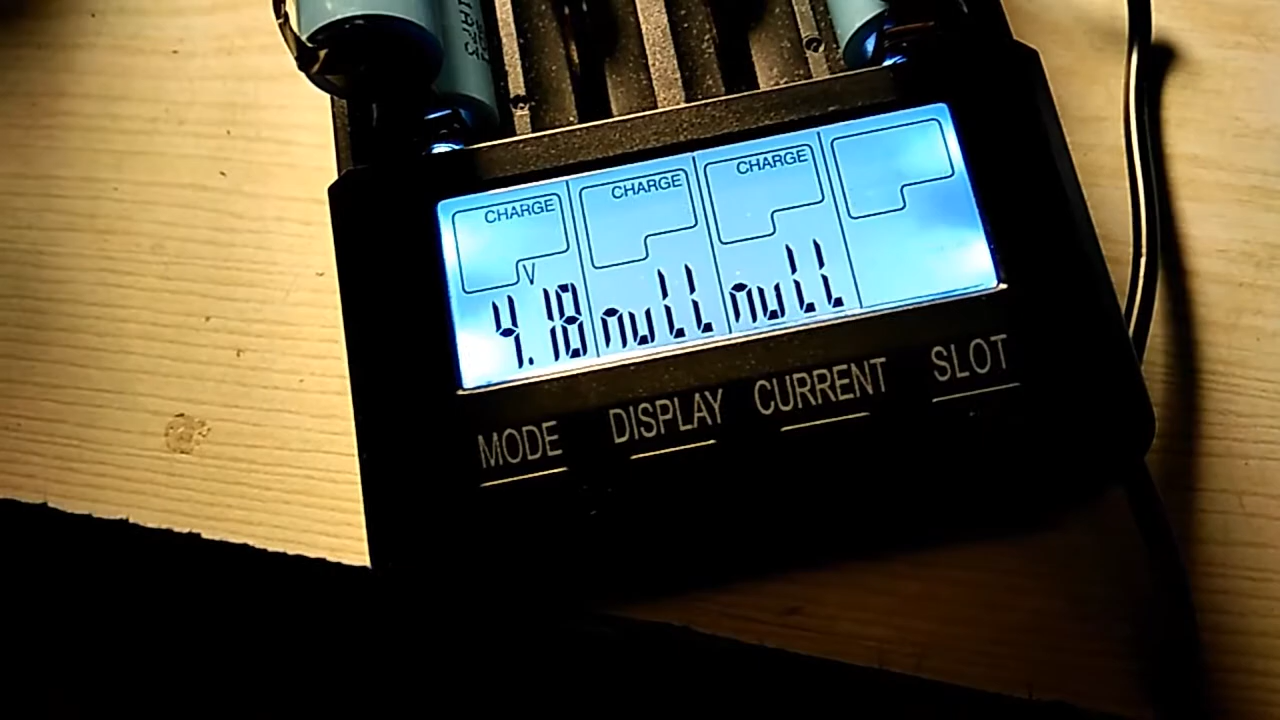 CHARGE CHARGE CHARGE
V
4.18 null null
MODE DISPLAY CURRENT SLOT